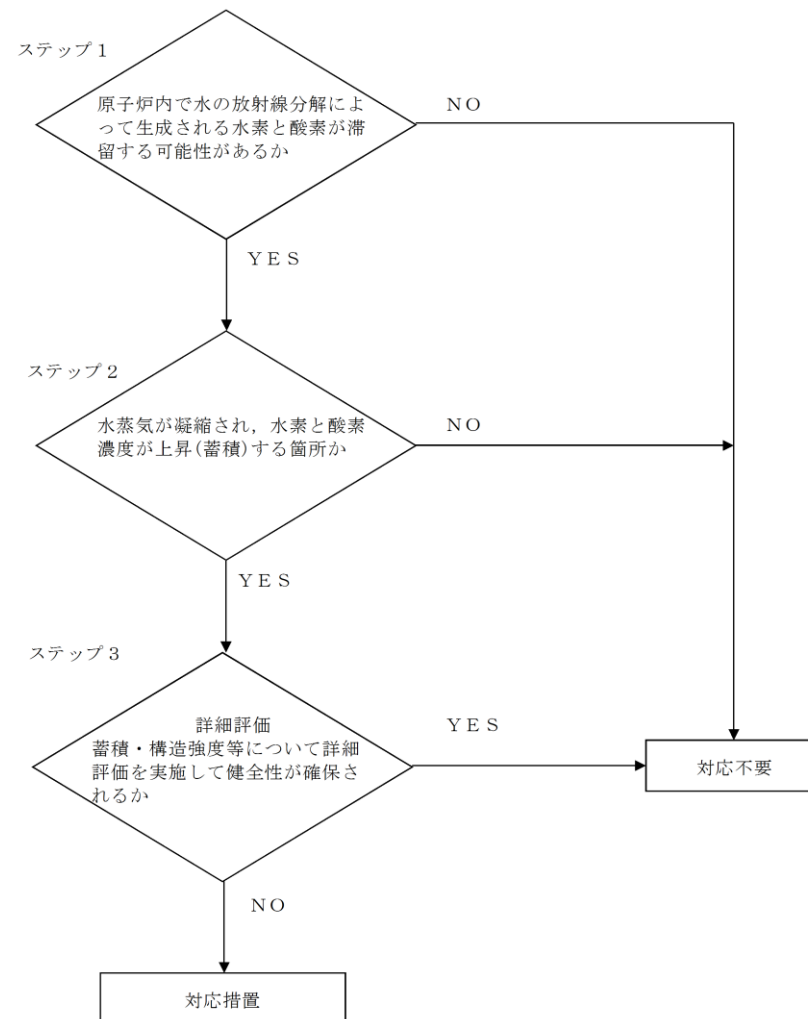 ステップ1
原子炉内で水の放射線分解によ
って生成される水素と酸素が滞
留する可能性があるか
NO
YES
ステップ2
水蒸気が凝縮され，水素と酸素
濃度が上昇(蓄積)する箇所か
NO
YES
ステップ3
詳細評価
蓄積・構造強度等について詳細
評価を実施して健全性が確保さ
れるか
YES
対応不要
NO
対応措置